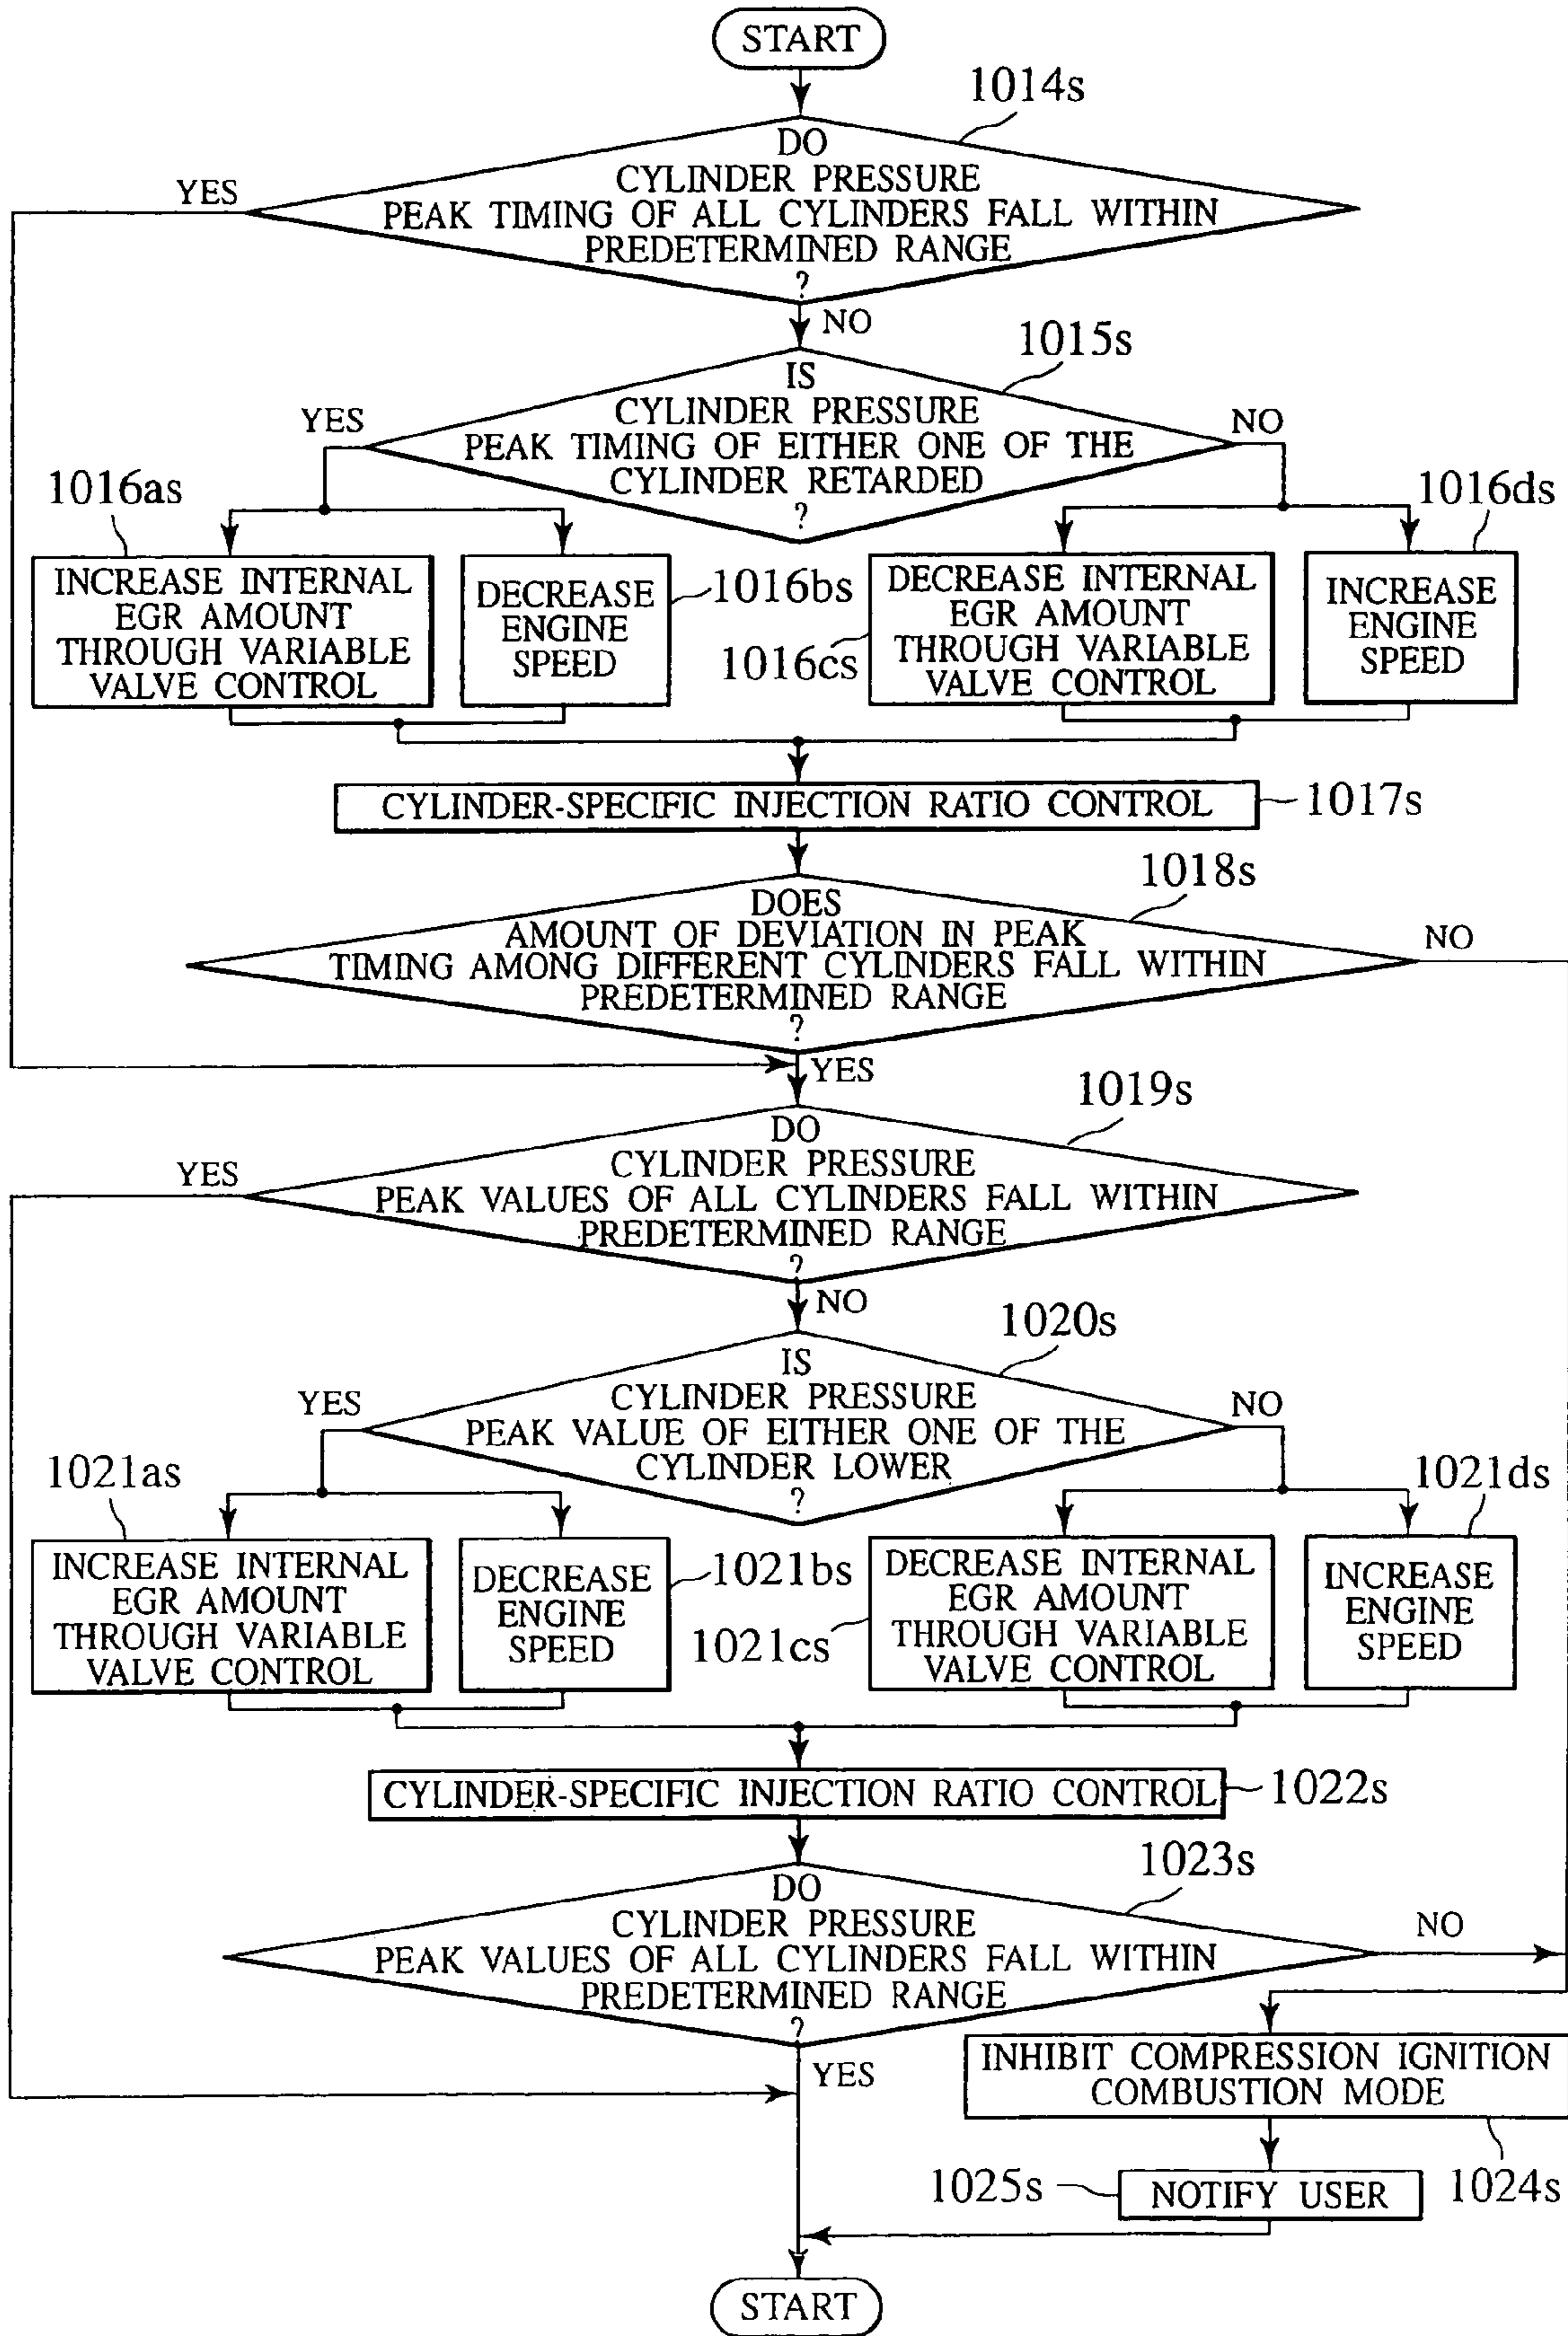 START
1014s
DO
CYLINDER PRESSURE
PEAK TIMING OF ALL CYLINDERS FALL WITHIN
PREDETERMINED RANGE
?
YES
NO
1015s
IS
CYLINDER PRESSURE
PEAK TIMING OF EITHER ONE OF THE
CYLINDER RETARDED
?
YES
NO
1016as
INCREASE INTERNAL
EGR AMOUNT
THROUGH VARIABLE
VALVE CONTROL
DECREASE
ENGINE
SPEED
1016bs
1016cs
DECREASE INTERNAL
EGR AMOUNT
THROUGH VARIABLE
VALVE CONTROL
1016ds
INCREASE
ENGINE
SPEED
CYLINDER-SPECIFIC INJECTION RATIO CONTROL
1017s
1018s
DOES
AMOUNT OF DEVIATION IN PEAK
TIMING AMONG DIFFERENT CYLINDERS FALL WITHIN
PREDETERMINED RANGE
?
NO
YES
1019s
DO
CYLINDER PRESSURE
PEAK VALUES OF ALL CYLINDERS FALL WITHIN
PREDETERMINED RANGE
?
YES
NO
1020s
IS
CYLINDER PRESSURE
PEAK VALUE OF EITHER ONE OF THE
CYLINDER LOWER
?
YES
NO
1021as
INCREASE INTERNAL
EGR AMOUNT
THROUGH VARIABLE
VALVE CONTROL
DECREASE
ENGINE
SPEED
1021bs
1021cs
DECREASE INTERNAL
EGR AMOUNT
THROUGH VARIABLE
VALVE CONTROL
1021ds
INCREASE
ENGINE
SPEED
CYLINDER-SPECIFIC INJECTION RATIO CONTROL
1022s
1023s
DO
CYLINDER PRESSURE
PEAK VALUES OF ALL CYLINDERS FALL WITHIN
PREDETERMINED RANGE
?
NO
YES
INHIBIT COMPRESSION IGNITION
COMBUSTION MODE
1024s
1025s
NOTIFY USER
START